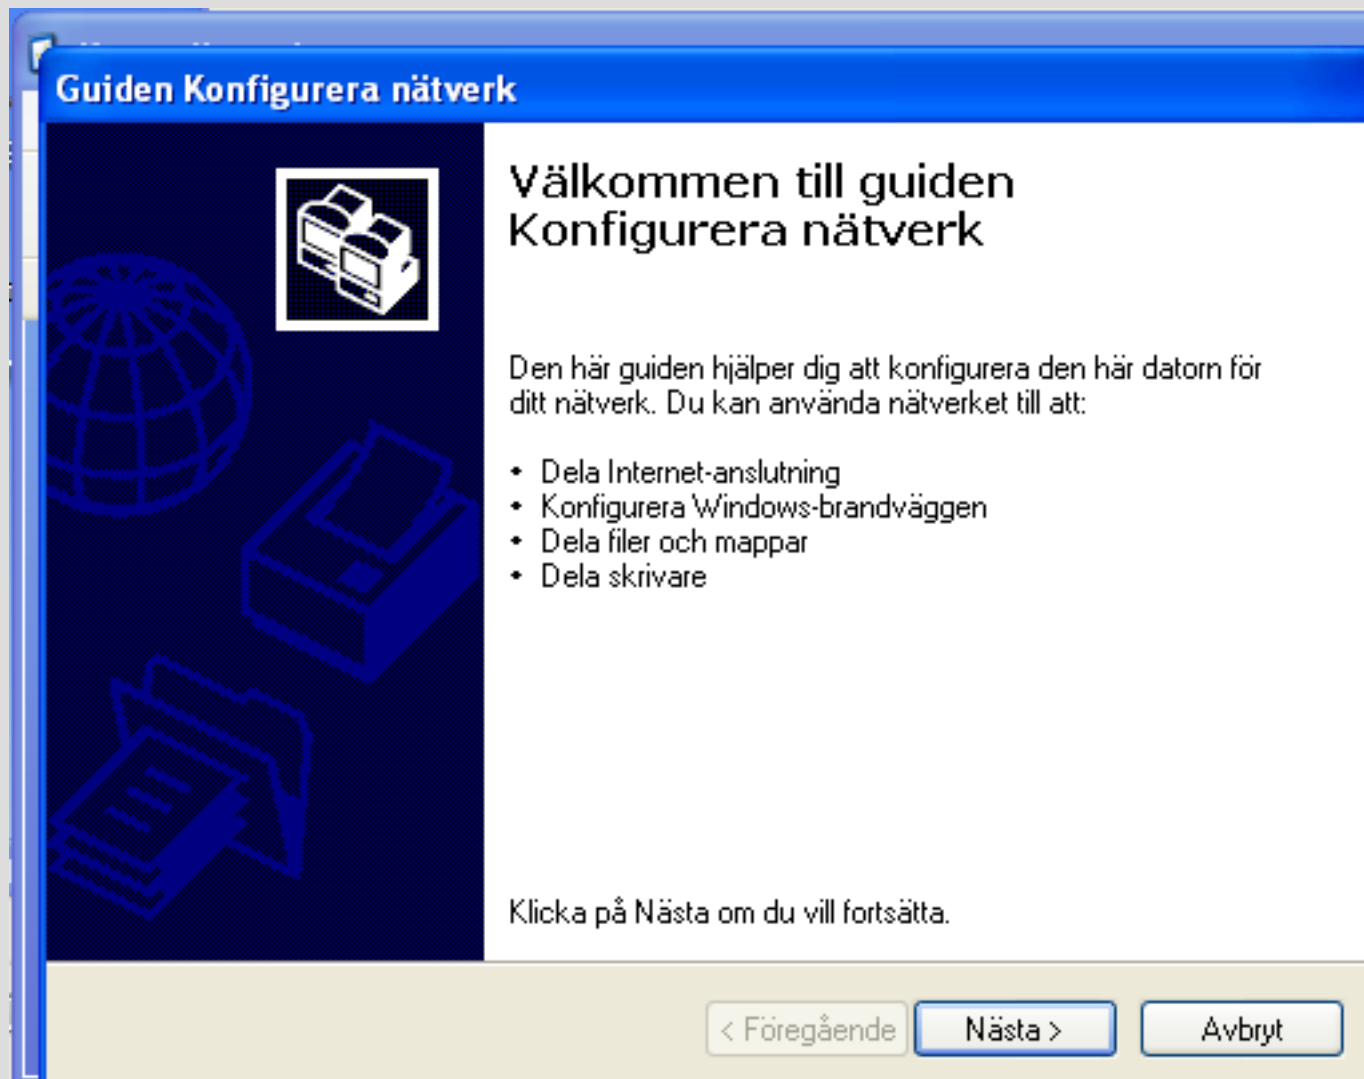 Guiden Konfigurera nätverk
Välkommen till guiden
Konfigurera nätverk
Den här guiden hjälper dig att konfigurera den här datorn för
ditt nätverk. Du kan använda nätverket till att:
• Dela Internet-anslutning
• Konfigurera Windows-brandväggen
• Dela filer och mappar
• Dela skrivare
Klicka på Nästa om du vill fortsätta.
< Föregående
Nästa >
Avbryt